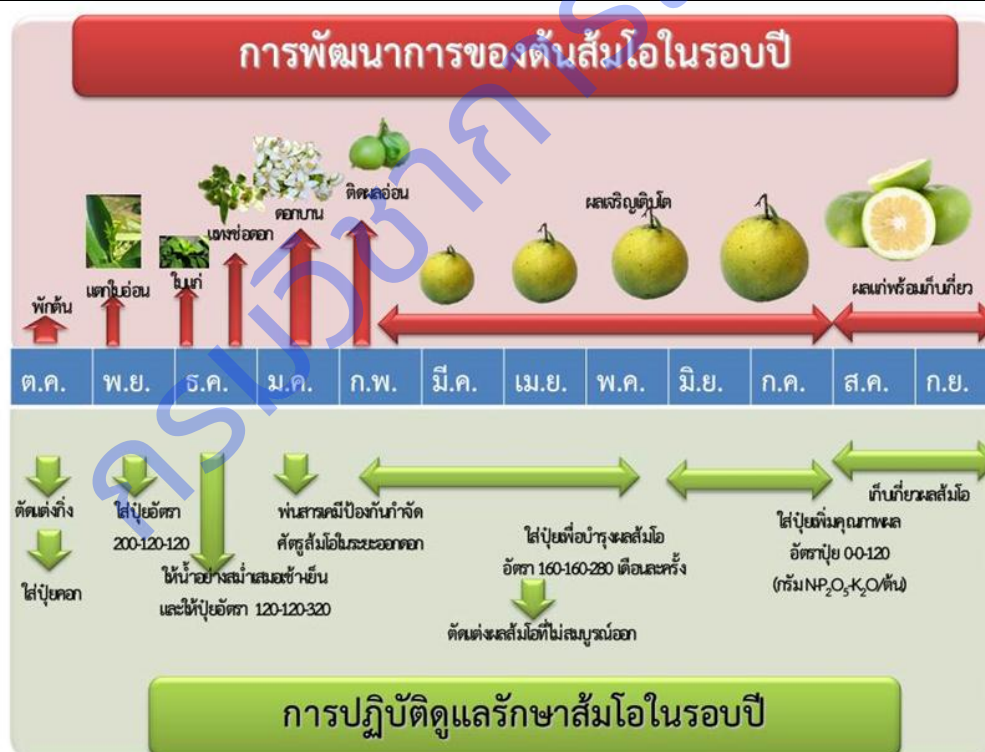 การพัฒนาการของต้นส้มโอในรอบปี
พักต้น
แตกใบอ่อน
ใบแก่
แทงช่อดอก
ดอกบาน
ติดผลอ่อน
ผลเจริญเติบโต
ผลแก่พร้อมเก็บเกี่ยว
ต.ค. พ.ย. ธ.ค. ม.ค. ก.พ. มี.ค. เม.ย. พ.ค. มิ.ย. ก.ค. ส.ค. ก.ย.
ตัดแต่งกิ่ง
ใส่ปุ๋ยคอก
ใส่ปุ๋ยอัตรา
200-120-120
ให้น้ำอย่างสม่ำเสมอเช้า-เย็น
และให้ปุ๋ยอัตรา 120-120-320
พ่นสารเคมีป้องกันกำจัด
ศัตรูส้มโอในระยะออกดอก
ใส่ปุ๋ยเพื่อบำรุงผลส้มโอ
อัตรา 160-160-280 เดือนละครั้ง
ตัดแต่งผลส้มโอที่ไม่สมบูรณ์ออก
ใส่ปุ๋ยเพิ่มคุณภาพผล
อัตราปุ๋ย 0-0-120
(กรัม N-P₂O₅-K₂O/ต้น)
เก็บเกี่ยวผลส้มโอ
การปฏิบัติดูแลรักษาส้มโอในรอบปี
กรมวิชาการ